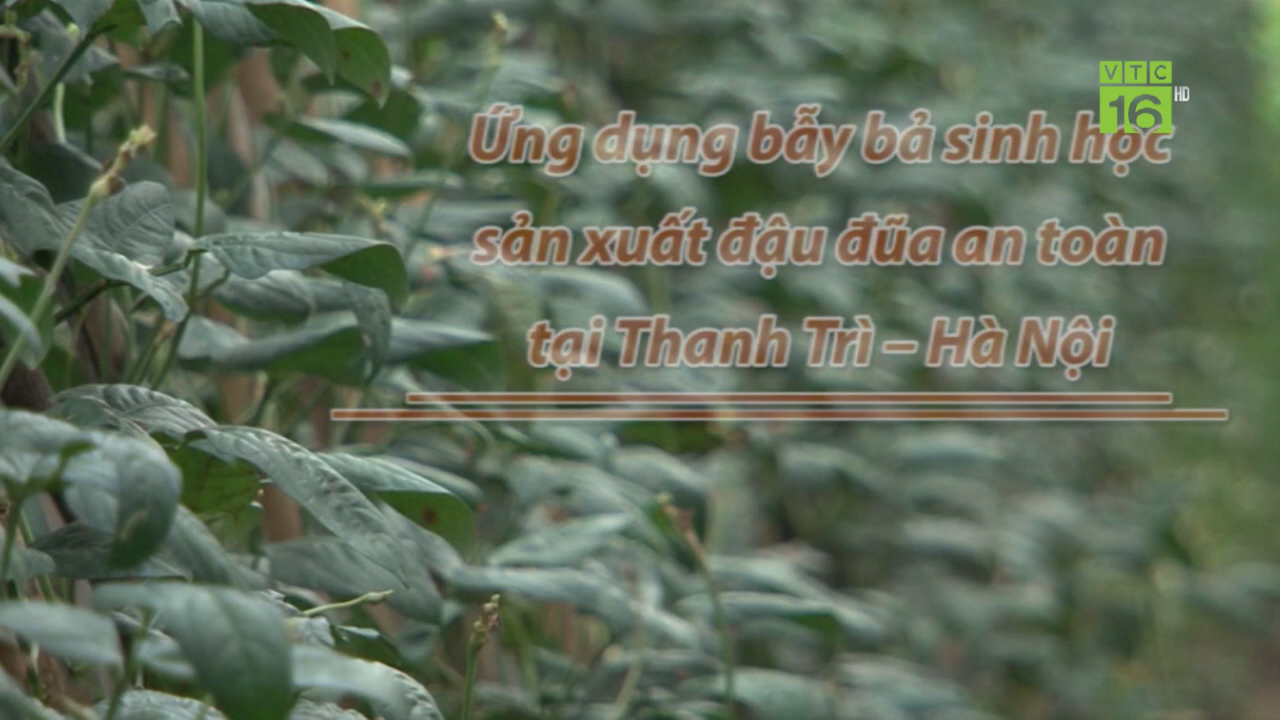 VTC
16 HD
Ứng dụng bẫy bả sinh học
sản xuất đậu đũa an toàn
tại Thanh Trì – Hà Nội